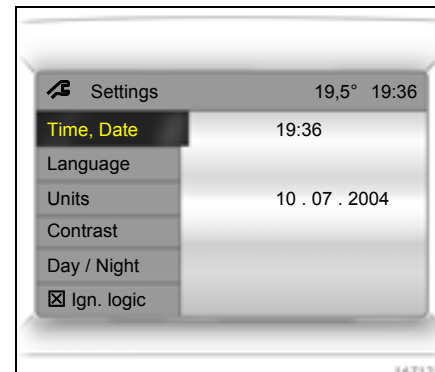 Settings 19,5° 19:36
Time, Date 19:36
Language
Units 10 . 07 . 2004
Contrast
Day / Night
☒ Ign. logic